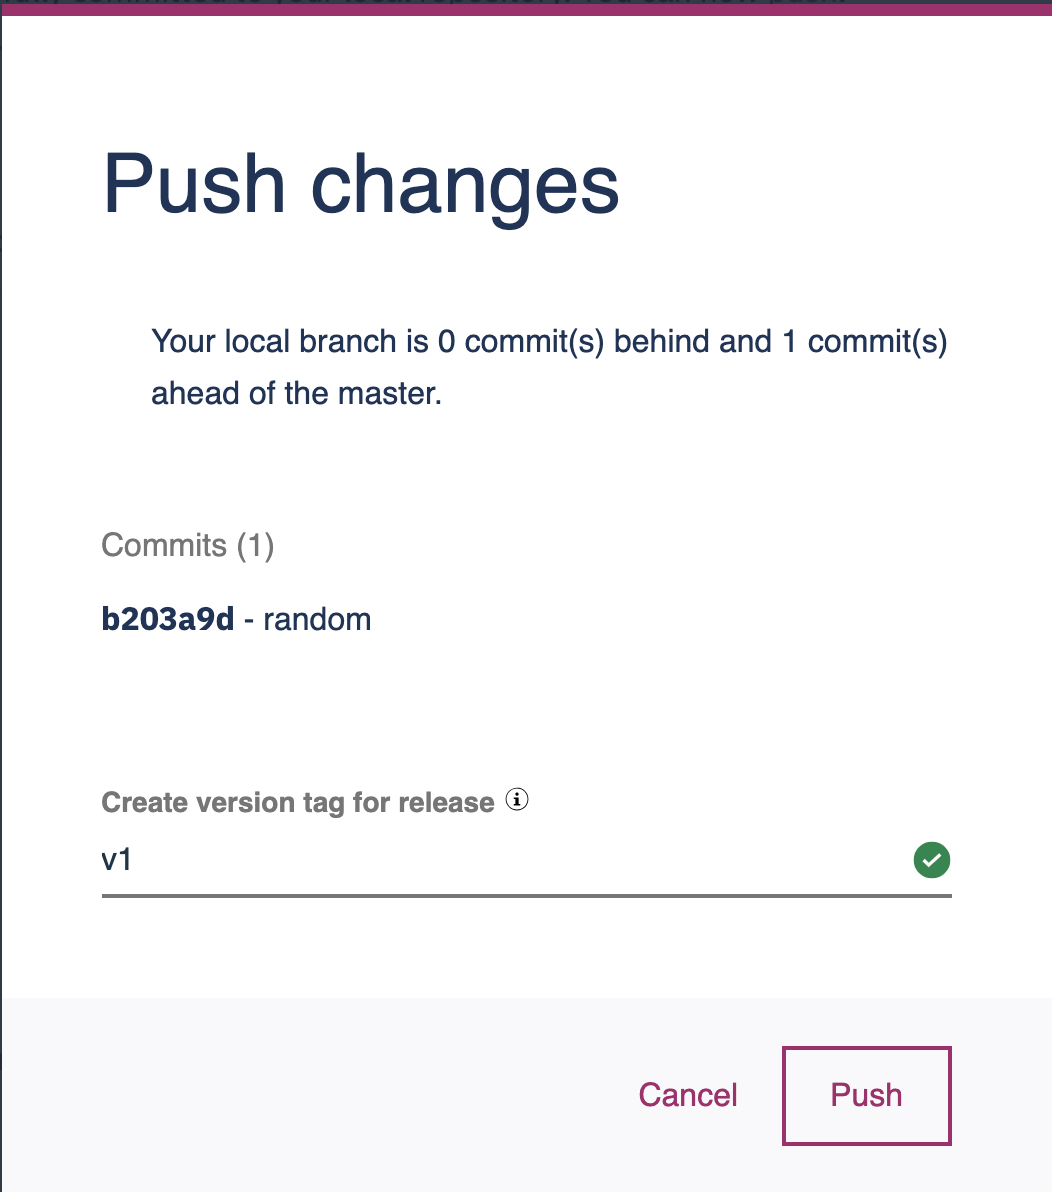 Push changes
Your local branch is 0 commit(s) behind and 1 commit(s)
ahead of the master.
Commits (1)
b203a9d - random
Create version tag for release
v1
Cancel
Push